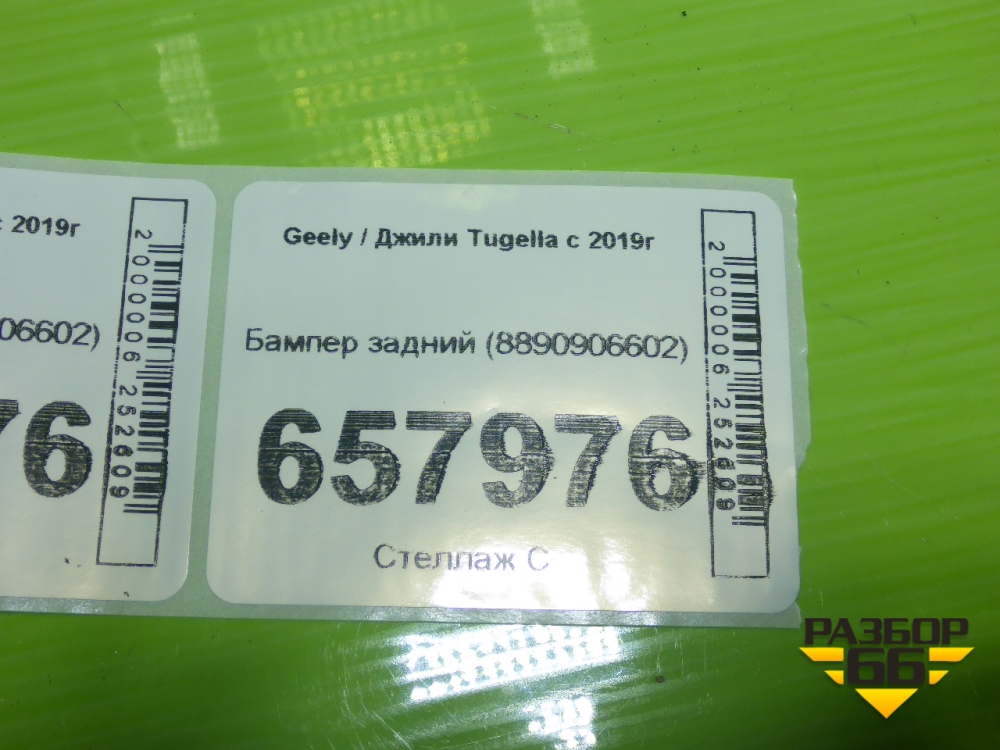 с 2019г
06602)
76
2000006252609
Geely / Джили Tugella с 2019г
Бампер задний (8890906602)
657976
Стеллаж С
2000006252609
РАЗБОР
66